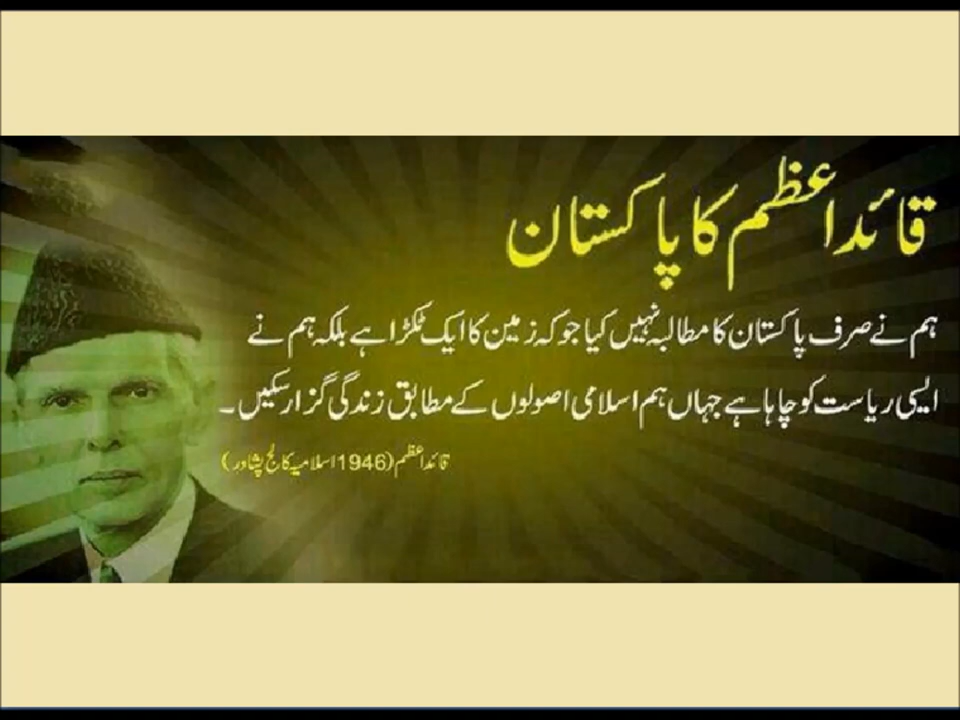 قائداعظم کا پاکستان
ہم نے صرف پاکستان کا مطالبہ نہیں کیا جو کہ زمین کا ایک ٹکڑا ہے بلکہ ہم نے
ایسی ریاست کو چاہا ہے جہاں ہم اسلامی اصولوں کے مطابق زندگی گزار سکیں۔
قائداعظم (1946 اسلامیہ کالج پشاور)